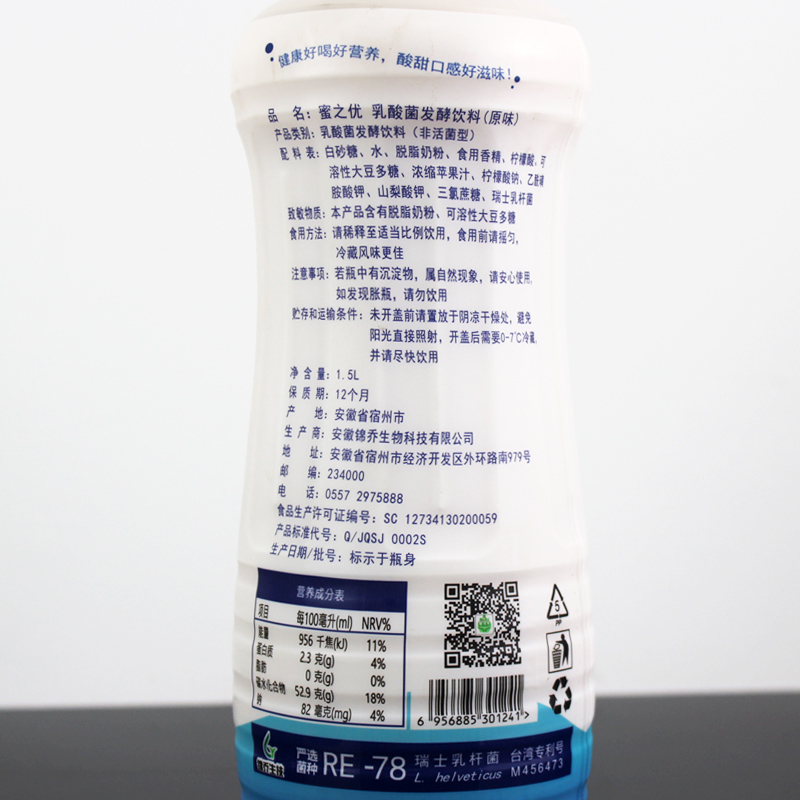 健康好喝好营养，酸甜口感好滋味！
品 名：蜜之优 乳酸菌发酵饮料（原味）
产品类别：乳酸菌发酵饮料（非活菌型）
配 料 表：白砂糖、水、脱脂奶粉、食用香精、柠檬酸、可
溶性大豆多糖、浓缩苹果汁、柠檬酸钠、乙酰磺
胺酸钾、山梨酸钾、三氯蔗糖、瑞士乳杆菌
致敏物质：本产品含有脱脂奶粉、可溶性大豆多糖
食用方法：请稀释至适当比例饮用，食用前请摇匀，
冷藏风味更佳
注意事项：若瓶中有沉淀物，属自然现象，请安心使用，
如发现胀瓶，请勿饮用
贮存和运输条件：未开盖前请置放于阴凉干燥处，避免
阳光直接照射，开盖后需要0-7℃冷藏，
并请尽快饮用
净 含 量：1.5L
保 质 期：12个月
产 地：安徽省宿州市
生 产 商：安徽锦乔生物科技有限公司
地 址：安徽省宿州市经济开发区外环路南979号
邮 编：234000
电 话：0557 2975888
食品生产许可证编号：SC 12734130200059
产品标准代号：Q/JQSJ 0002S
生产日期/批号：标示于瓶身
营养成分表
项目 每100毫升(ml) NRV%
能量 956 千焦(kJ) 11%
蛋白质 2.3 克(g) 4%
脂肪 0 克(g) 0%
碳水化合物 52.9 克(g) 18%
钠 82 毫克(mg) 4%
5
PP
6 956885 301241 >
严选
菌种
RE -78
瑞士乳杆菌 台湾专利号
L. helveticus M456473